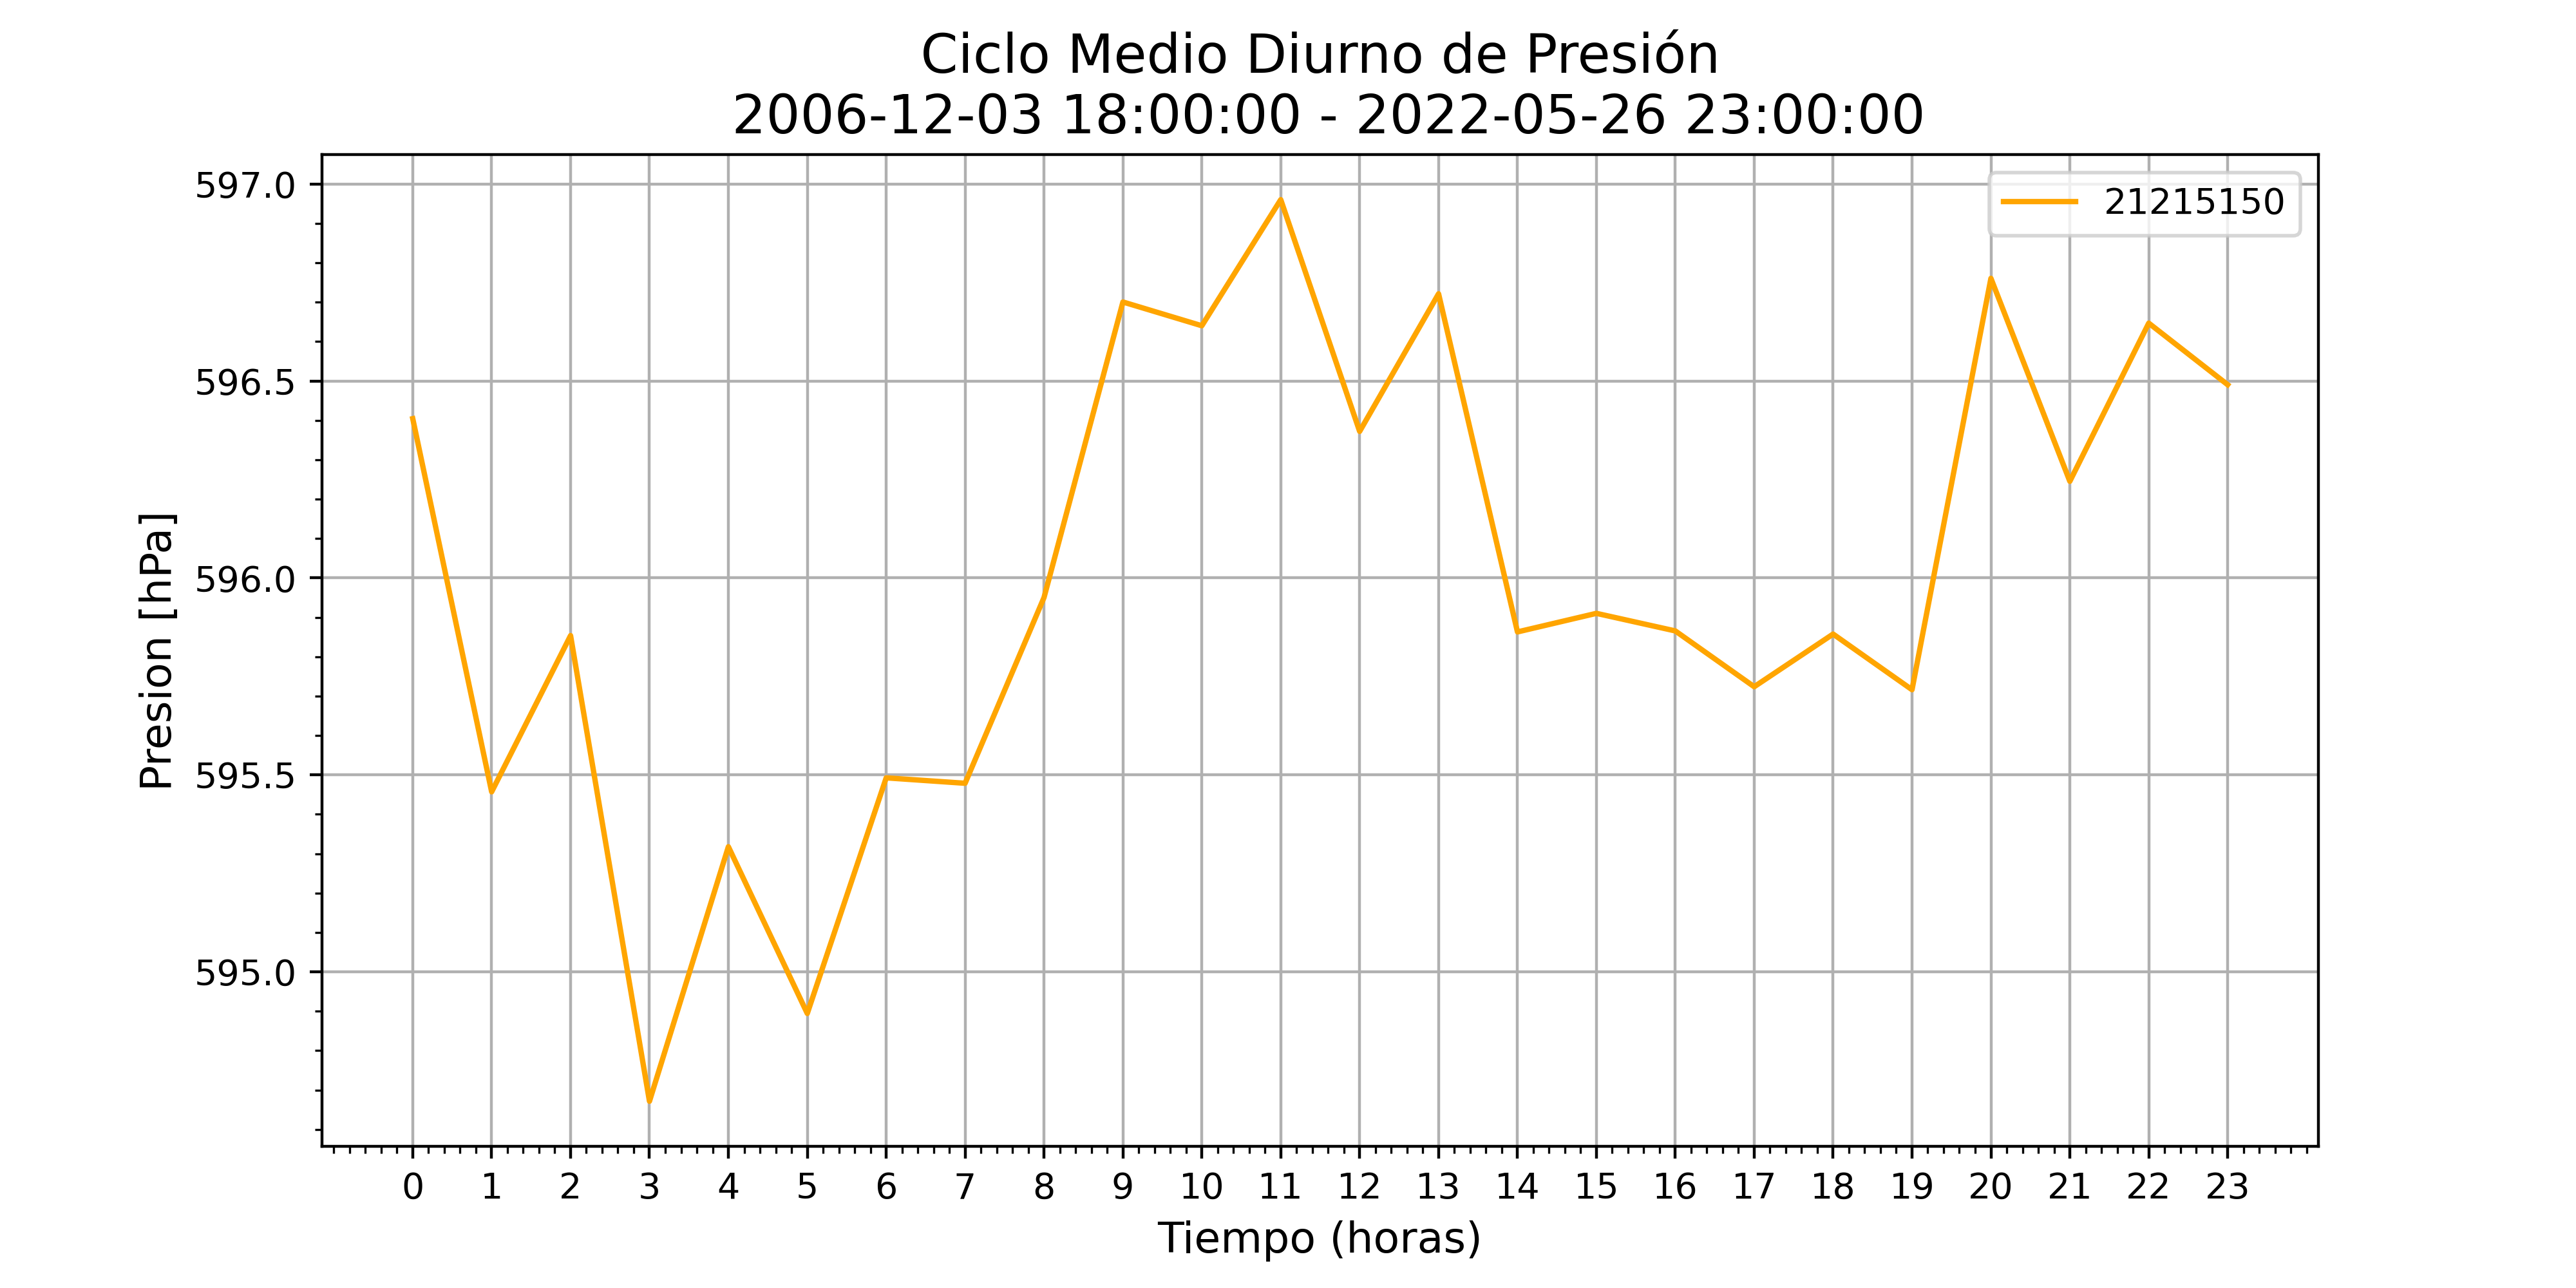 Ciclo Medio Diurno de Presión
2006-12-03 18:00:00 - 2022-05-26 23:00:00
21215150
Presion [hPa]
597.0
596.5
596.0
595.5
595.0
0 1 2 3 4 5 6 7 8 9 10 11 12 13 14 15 16 17 18 19 20 21 22 23
Tiempo (horas)